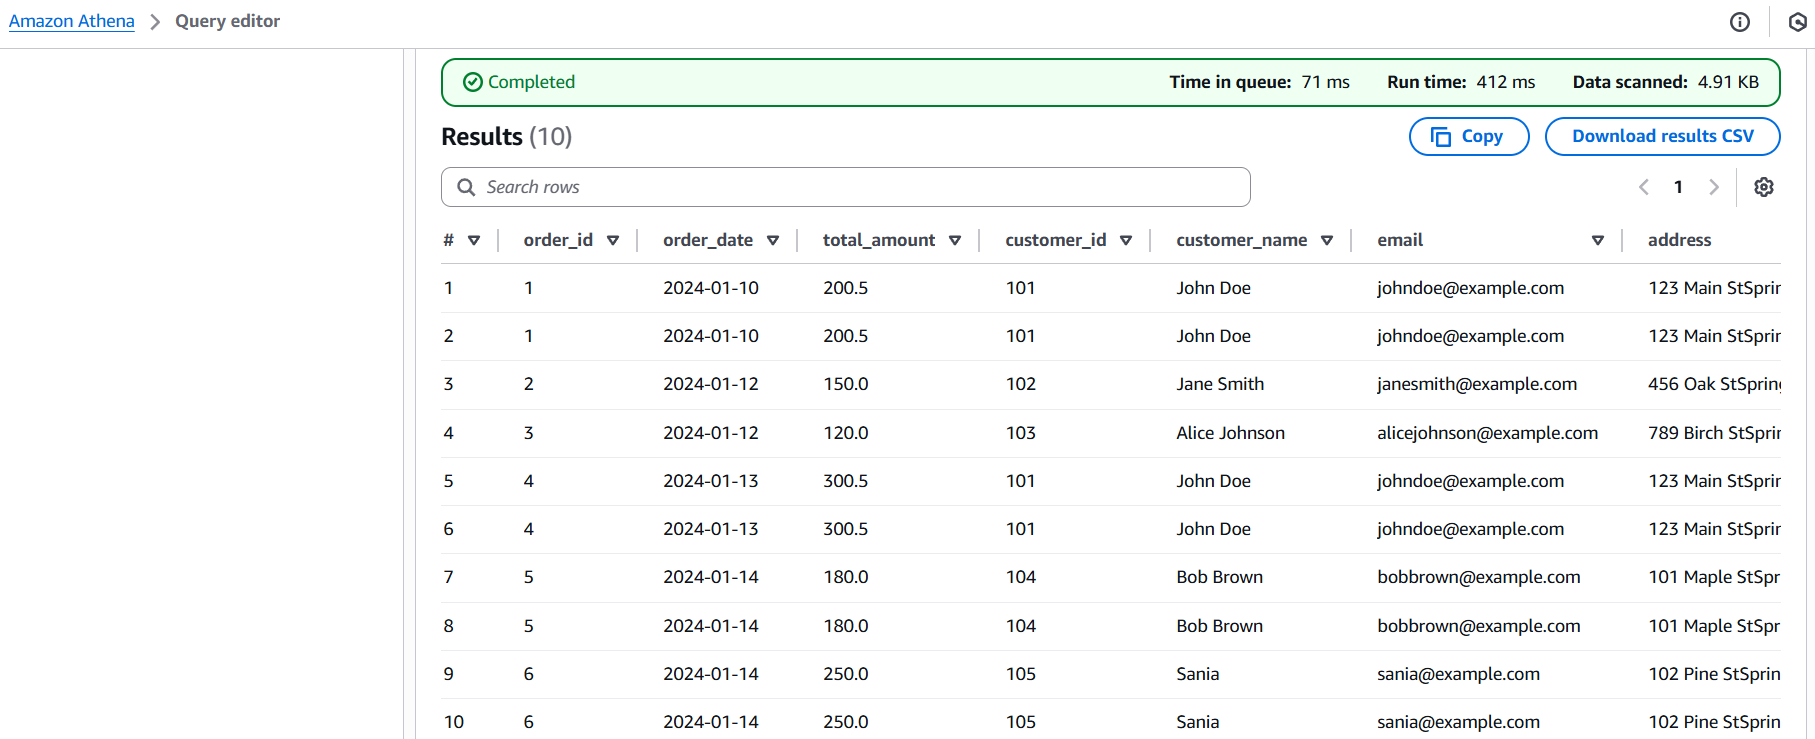 Amazon Athena > Query editor
Completed Time in queue: 71 ms Run time: 412 ms Data scanned: 4.91 KB
Results (10) Copy Download results CSV
Search rows 1
# order_id order_date total_amount customer_id customer_name email address
1 1 2024-01-10 200.5 101 John Doe johndoe@example.com 123 Main StSprin
2 1 2024-01-10 200.5 101 John Doe johndoe@example.com 123 Main StSprin
3 2 2024-01-12 150.0 102 Jane Smith janesmith@example.com 456 Oak StSpring
4 3 2024-01-12 120.0 103 Alice Johnson alicejohnson@example.com 789 Birch StSprin
5 4 2024-01-13 300.5 101 John Doe johndoe@example.com 123 Main StSprin
6 4 2024-01-13 300.5 101 John Doe johndoe@example.com 123 Main StSprin
7 5 2024-01-14 180.0 104 Bob Brown bobbrown@example.com 101 Maple StSpr
8 5 2024-01-14 180.0 104 Bob Brown bobbrown@example.com 101 Maple StSpr
9 6 2024-01-14 250.0 105 Sania sania@example.com 102 Pine StSprin
10 6 2024-01-14 250.0 105 Sania sania@example.com 102 Pine StSprin